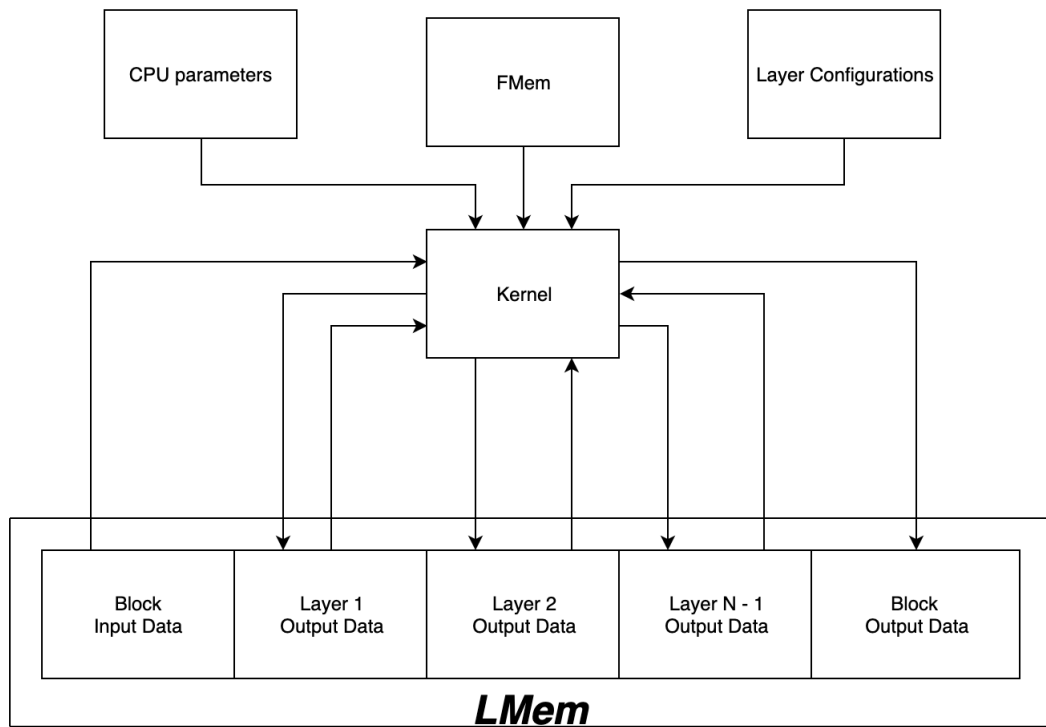 CPU parameters
FMem
Layer Configurations
Kernel
Block
Input Data
Layer 1
Output Data
Layer 2
Output Data
Layer N - 1
Output Data
Block
Output Data
LMem